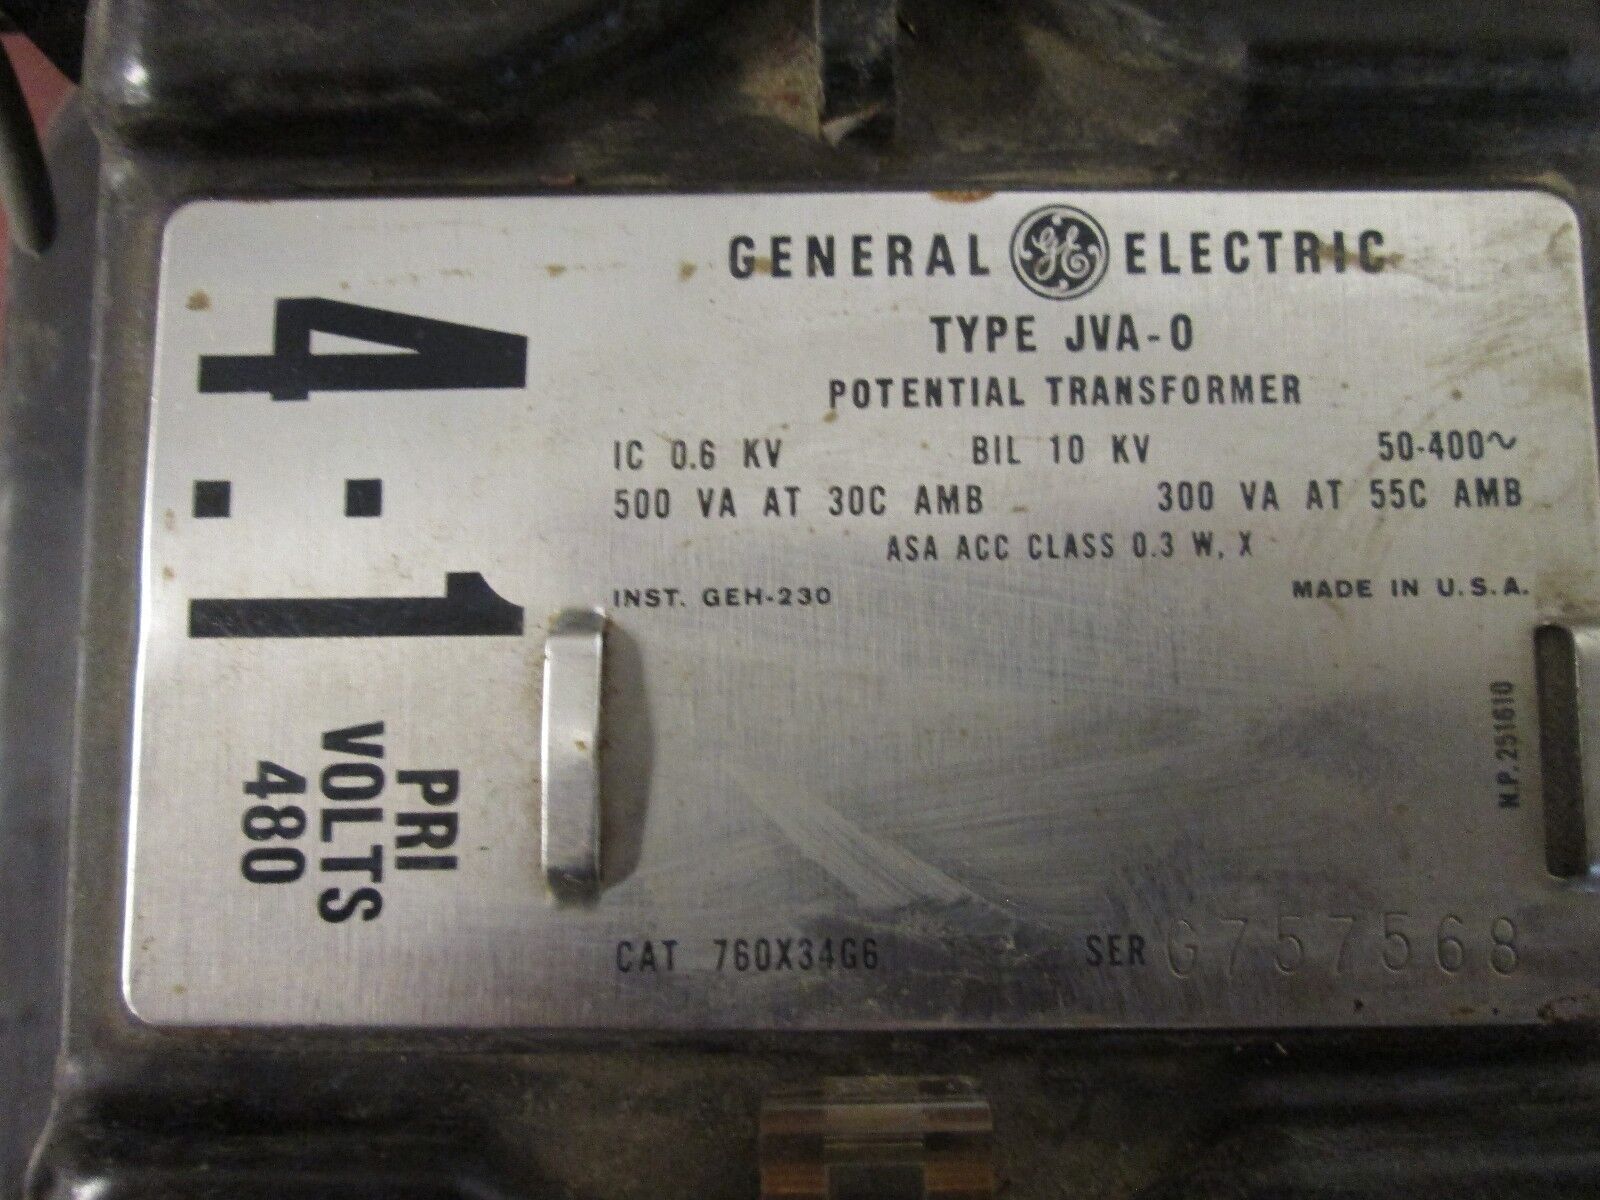 GENERAL GE ELECTRIC
TYPE JVA-0
POTENTIAL TRANSFORMER
IC 0.6 KV BIL 10 KV 50-400~
500 VA AT 30C AMB 300 VA AT 55C AMB
ASA ACC CLASS 0.3 W, X
INST. GEH-230 MADE IN U.S.A.
N.P. 251610
CAT 760X34G6 SER G757568
4:1
PRI
VOLTS
480